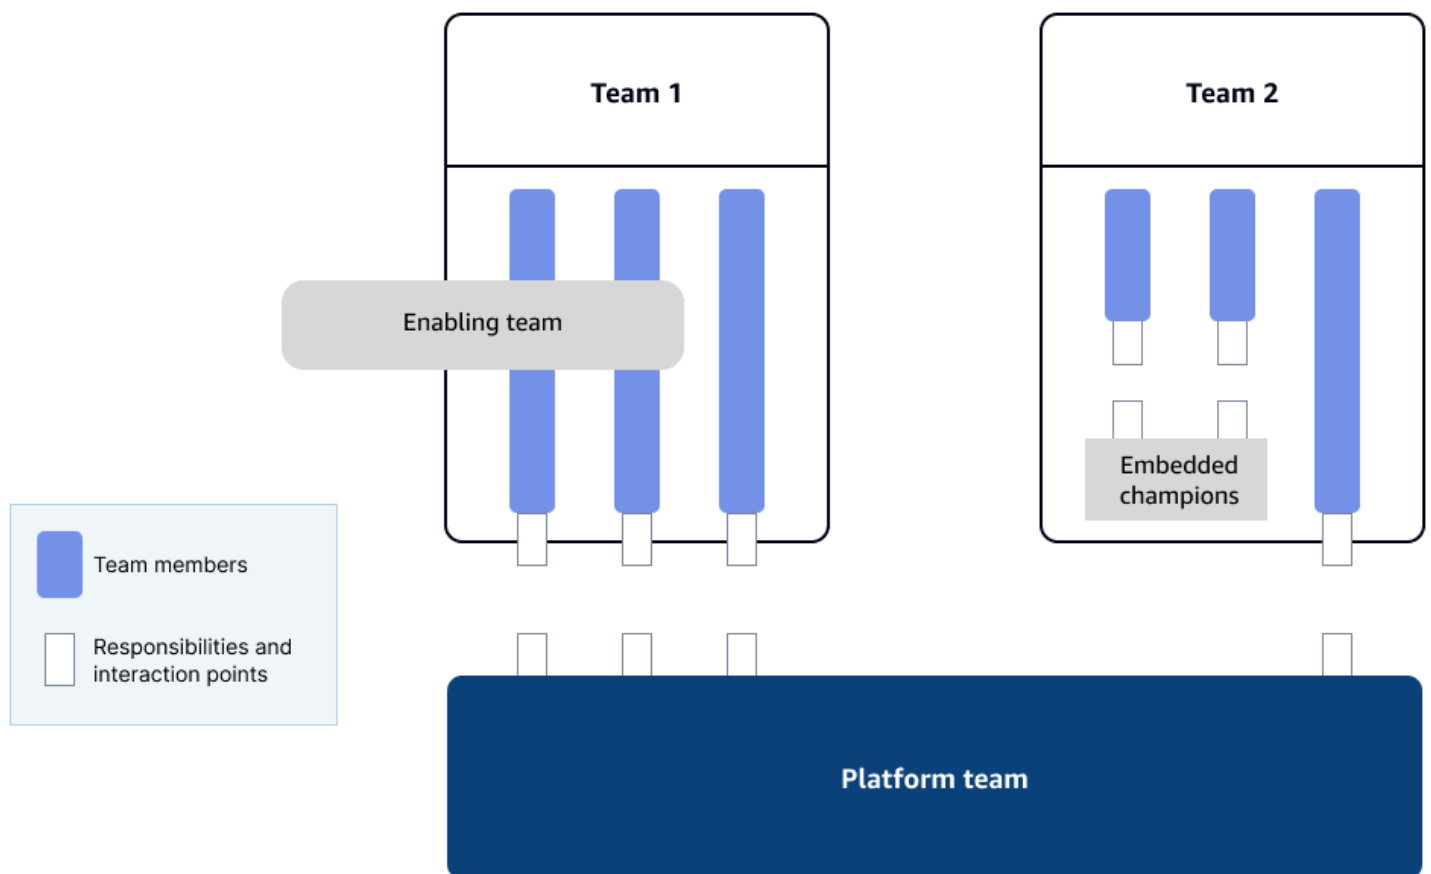 Team 1
Team 2
Enabling team
Embedded
champions
Team members
Responsibilities and
interaction points
Platform team